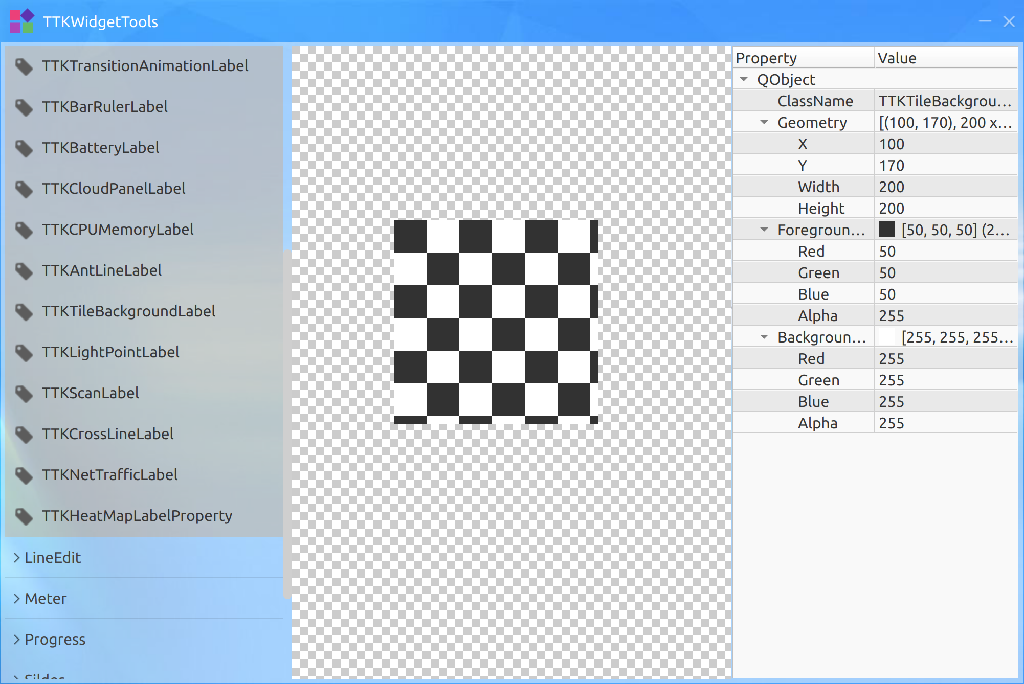 TTKWidgetTools
TTKTransitionAnimationLabel
TTKBarRulerLabel
TTKBatteryLabel
TTKCloudPanelLabel
TTKCPUMemoryLabel
TTKAntLineLabel
TTKTileBackgroundLabel
TTKLightPointLabel
TTKScanLabel
TTKCrossLineLabel
TTKNetTrafficLabel
TTKHeatMapLabelProperty
LineEdit
Meter
Progress
Property Value
QObject
ClassName TTKTileBackgrou...
Geometry [(100, 170), 200 x...
X 100
Y 170
Width 200
Height 200
Foregroun... [50, 50, 50] (2...
Red 50
Green 50
Blue 50
Alpha 255
Backgroun... [255, 255, 255...
Red 255
Green 255
Blue 255
Alpha 255